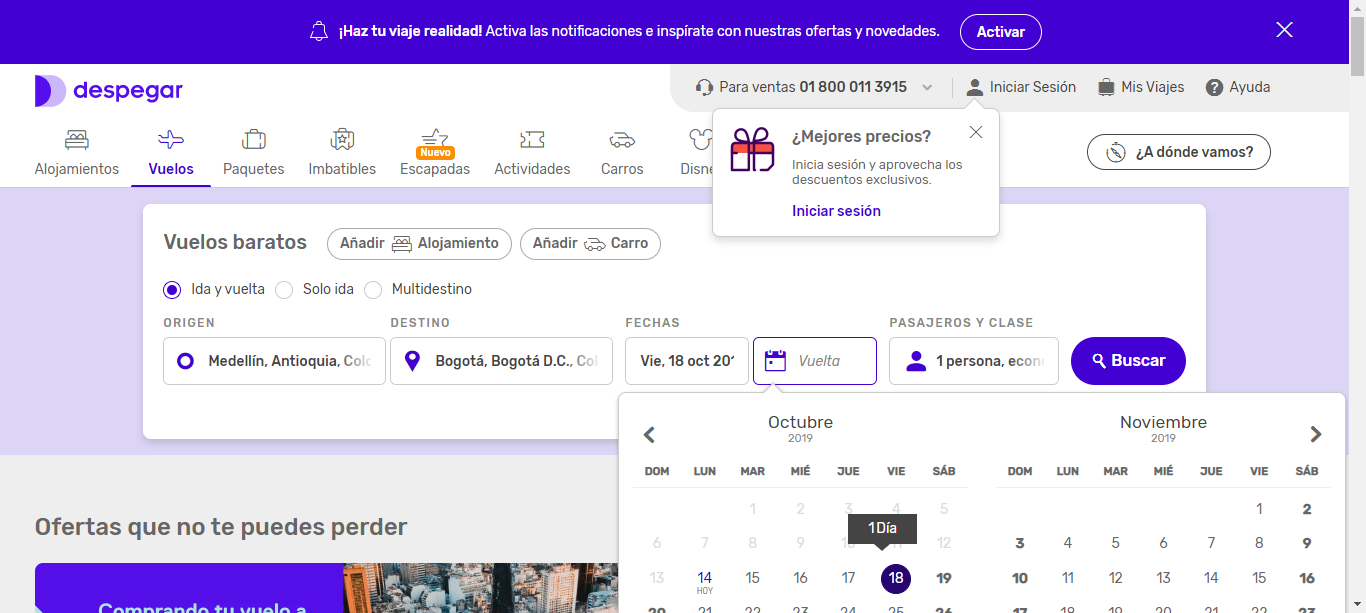 ¡Haz tu viaje realidad! Activa las notificaciones e inspírate con nuestras ofertas y novedades. Activar
despegar
Para ventas 01 800 011 3915 Iniciar Sesión Mis Viajes Ayuda
Alojamientos Vuelos Paquetes Imbatibles Nuevo Escapadas Actividades Carros Disne
¿A dónde vamos?
¿Mejores precios?
Inicia sesión y aprovecha los
descuentos exclusivos.
Iniciar sesión
Vuelos baratos Añadir Alojamiento Añadir Carro
Ida y vuelta Solo ida Multidestino
ORIGEN DESTINO FECHAS PASAJEROS Y CLASE
Medellín, Antioquia, Colo Bogotá, Bogotá D.C., Col Vie, 18 oct 201 Vuelta 1 persona, econ Buscar
Octubre
2019
DOM LUN MAR MIÉ JUE VIE SÁB
1 2 3 4 5
1 Día
6 7 8 9 10 11 12
13 14 15 16 17 18 19
HOY
20 21 22 23 24 25 26
Noviembre
2019
DOM LUN MAR MIÉ JUE VIE SÁB
1 2
3 4 5 6 7 8 9
10 11 12 13 14 15 16
17 18 19 20 21 22 23
Ofertas que no te puedes perder
Comprando tu vuelo a